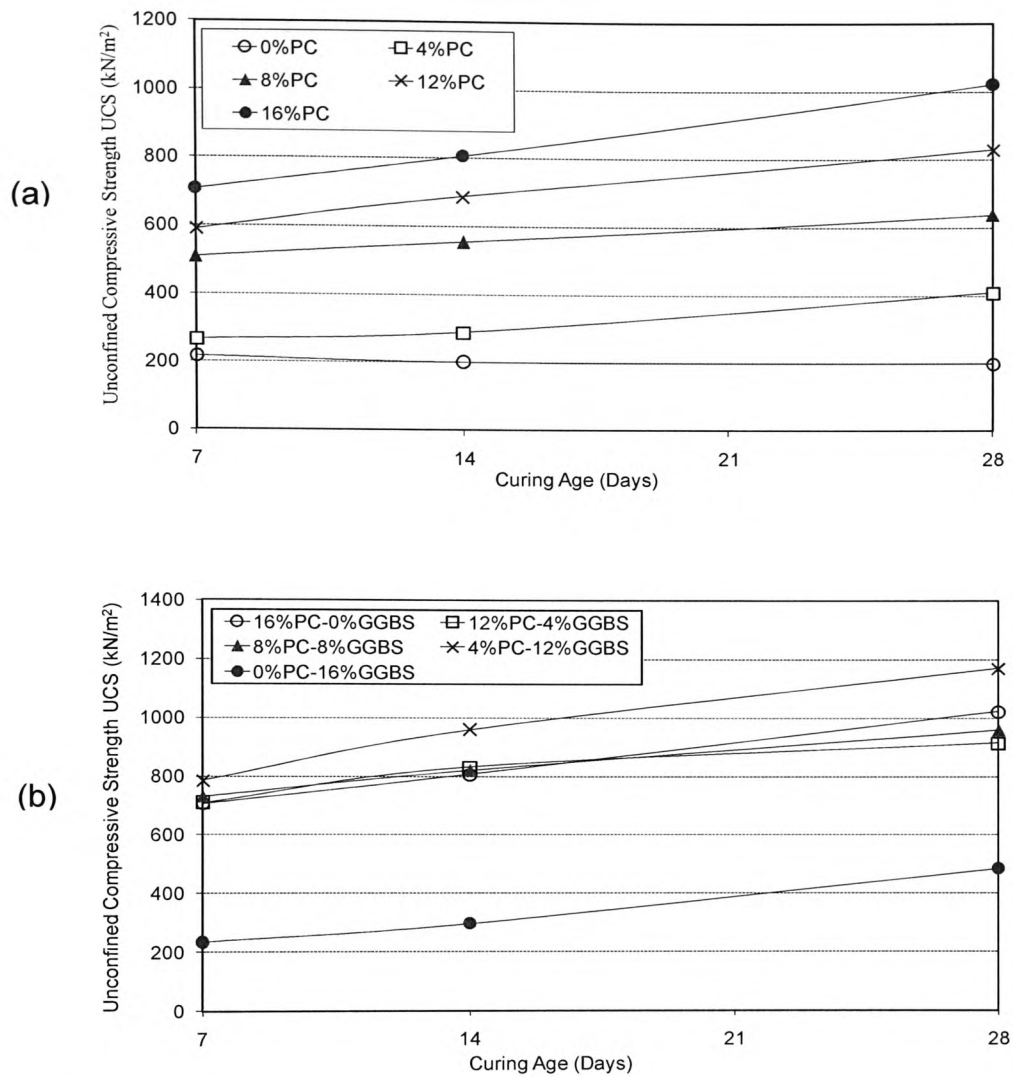 (a)
Unconfined Compressive Strength UCS (kN/m²)
1200
1000
800
600
400
200
0
0%PC 4%PC
8%PC 12%PC
16%PC
7 14 21 28
Curing Age (Days)
(b)
Unconfined Compressive Strength UCS (kN/m²)
1400
1200
1000
800
600
400
200
0
16%PC-0%GGBS 12%PC-4%GGBS
8%PC-8%GGBS 4%PC-12%GGBS
0%PC-16%GGBS
7 14 21 28
Curing Age (Days)